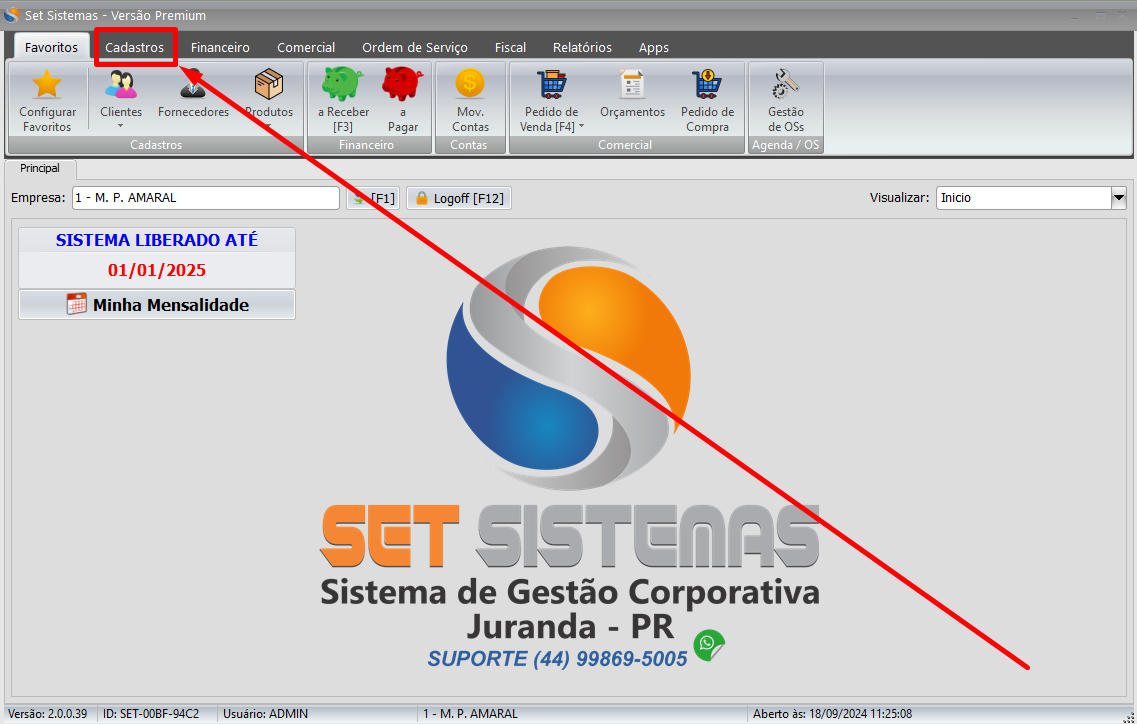 Set Sistemas - Versão Premium
Favoritos Cadastros Financeiro Comercial Ordem de Serviço Fiscal Relatórios Apps
Configurar Favoritos
Clientes
Fornecedores
Produtos
Cadastros
a Receber [F3]
a Pagar
Financeiro
Mov. Contas
Contas
Pedido de Venda [F4]
Orçamentos
Pedido de Compra
Comercial
Gestão de OSs
Agenda / OS
Principal
Empresa: 1 - M. P. AMARAL [F1] Logoff [F12] Visualizar: Inicio
SISTEMA LIBERADO ATÉ
01/01/2025
Minha Mensalidade
SET SISTEMAS
Sistema de Gestão Corporativa
Juranda - PR
SUPORTE (44) 99869-5005
Versão: 2.0.0.39 ID: SET-00BF-94C2 Usuário: ADMIN 1 - M. P. AMARAL Aberto às: 18/09/2024 11:25:08